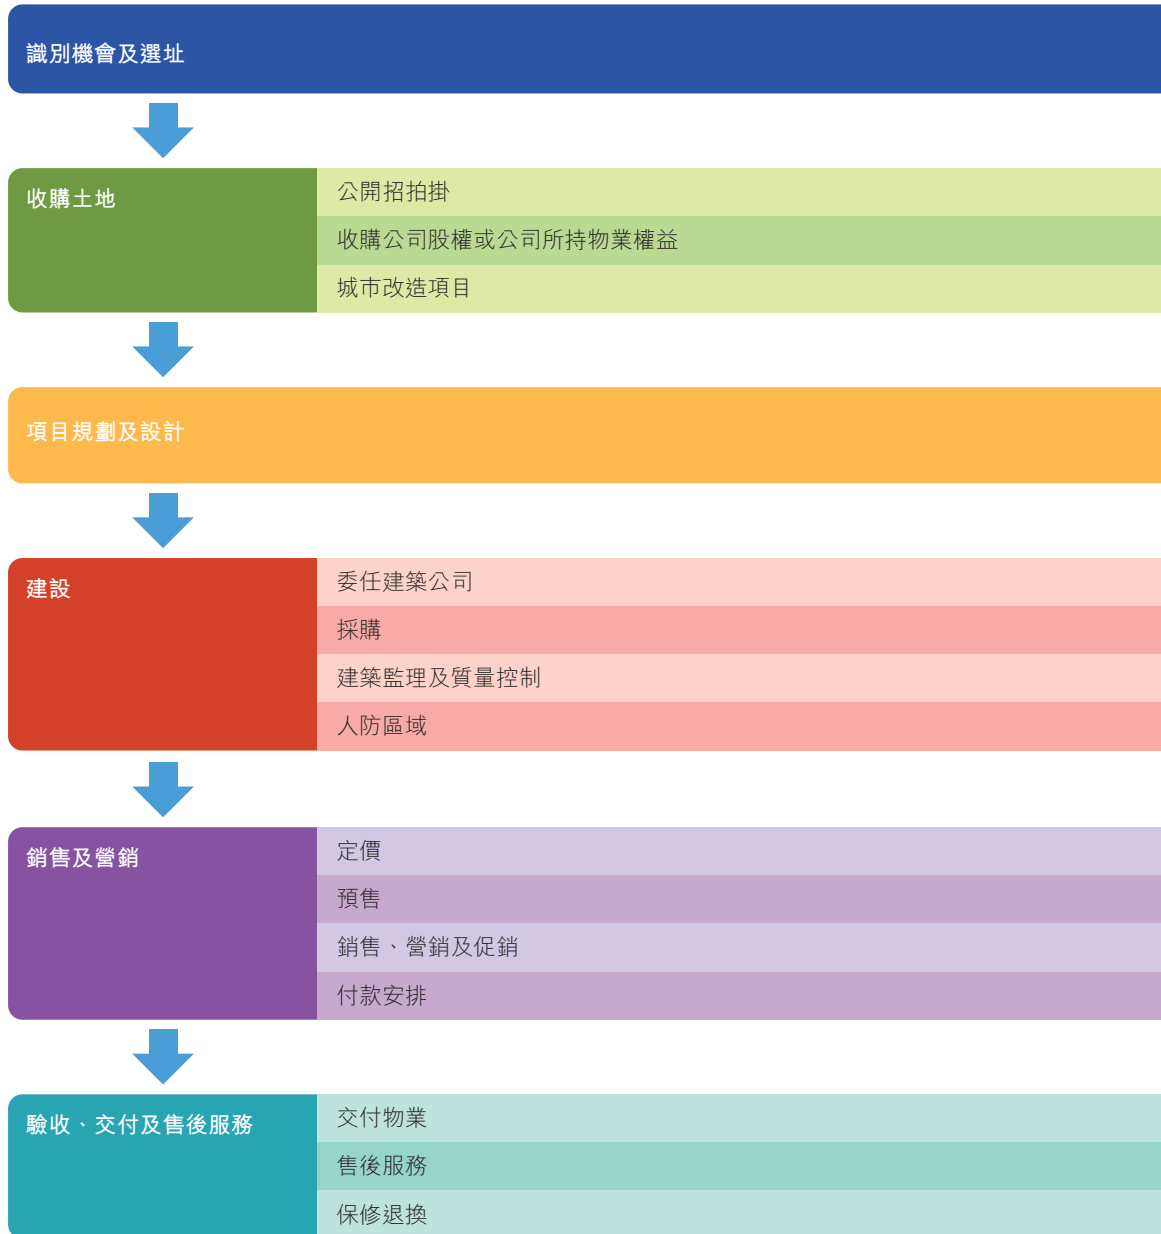 識別機會及選址
收購土地
公開招拍掛
收購公司股權或公司所持物業權益
城市改造項目
項目規劃及設計
建設
委任建築公司
採購
建築監理及質量控制
人防區域
銷售及營銷
定價
預售
銷售、營銷及促銷
付款安排
驗收、交付及售後服務
交付物業
售後服務
保修退換